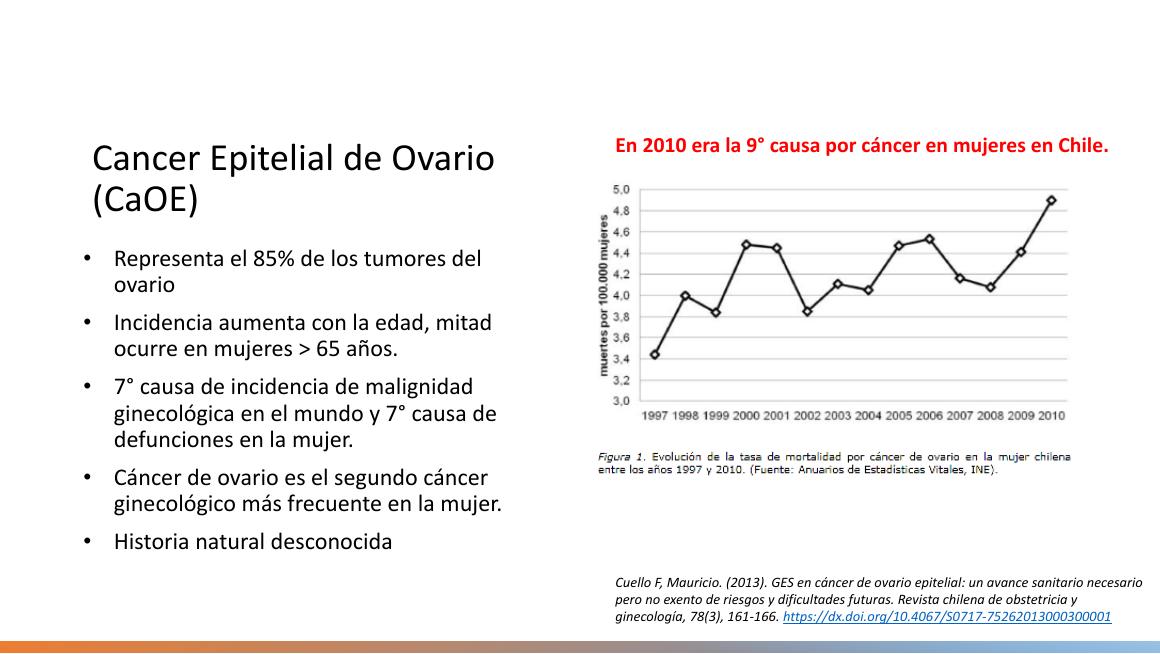 Cancer Epitelial de Ovario
(CaOE)
• Representa el 85% de los tumores del
ovario
• Incidencia aumenta con la edad, mitad
ocurre en mujeres > 65 años.
• 7° causa de incidencia de malignidad
ginecológica en el mundo y 7° causa de
defunciones en la mujer.
• Cáncer de ovario es el segundo cáncer
ginecológico más frecuente en la mujer.
• Historia natural desconocida
En 2010 era la 9° causa por cáncer en mujeres en Chile.
muertes por 100.000 mujeres
5,0
4,8
4,6
4,4
4,2
4,0
3,8
3,6
3,4
3,2
3,0
1997 1998 1999 2000 2001 2002 2003 2004 2005 2006 2007 2008 2009 2010
Figura 1. Evolución de la tasa de mortalidad por cáncer de ovario en la mujer chilena
entre los años 1997 y 2010. (Fuente: Anuarios de Estadísticas Vitales, INE).
Cuello F, Mauricio. (2013). GES en cáncer de ovario epitelial: un avance sanitario necesario
pero no exento de riesgos y dificultades futuras. Revista chilena de obstetricia y
ginecología, 78(3), 161-166. https://dx.doi.org/10.4067/S0717-75262013000300001